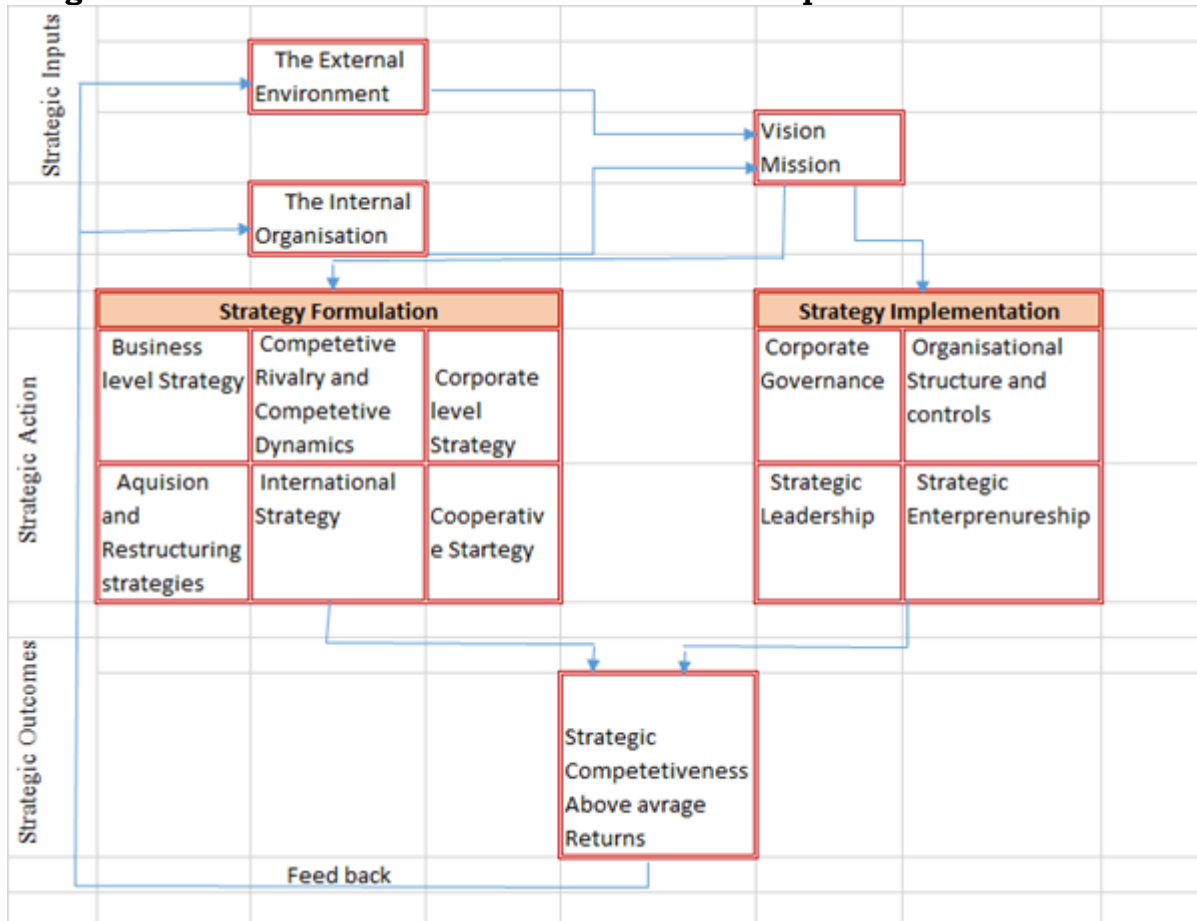 Strategic Inputs
The External
Environment
Vision
Mission
The Internal
Organisation
Strategic Action
Strategy Formulation
Business
level Strategy
Competetive
Rivalry and
Competetive
Dynamics
Corporate
level
Strategy
Aquision
and
Restructuring
strategies
International
Strategy
Cooperativ
e Startegy
Strategy Implementation
Corporate
Governance
Organisational
Structure and
controls
Strategic
Leadership
Strategic
Enterprenureship
Strategic Outcomes
Strategic
Competetiveness
Above avrage
Returns
Feed back